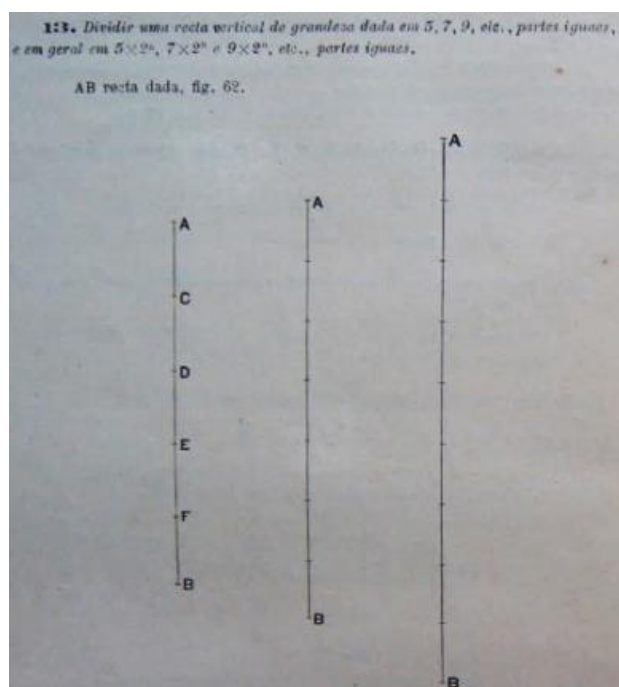 1:3. Dividir uma recta vertical de grandesa dada em 5, 7, 9, etc., partes iguaes,
e em geral em 5×2ⁿ, 7×2ⁿ e 9×2ⁿ, etc., partes iguaes.
AB recta dada, fig. 62.
A
A
A
C
D
E
F
B
B
B